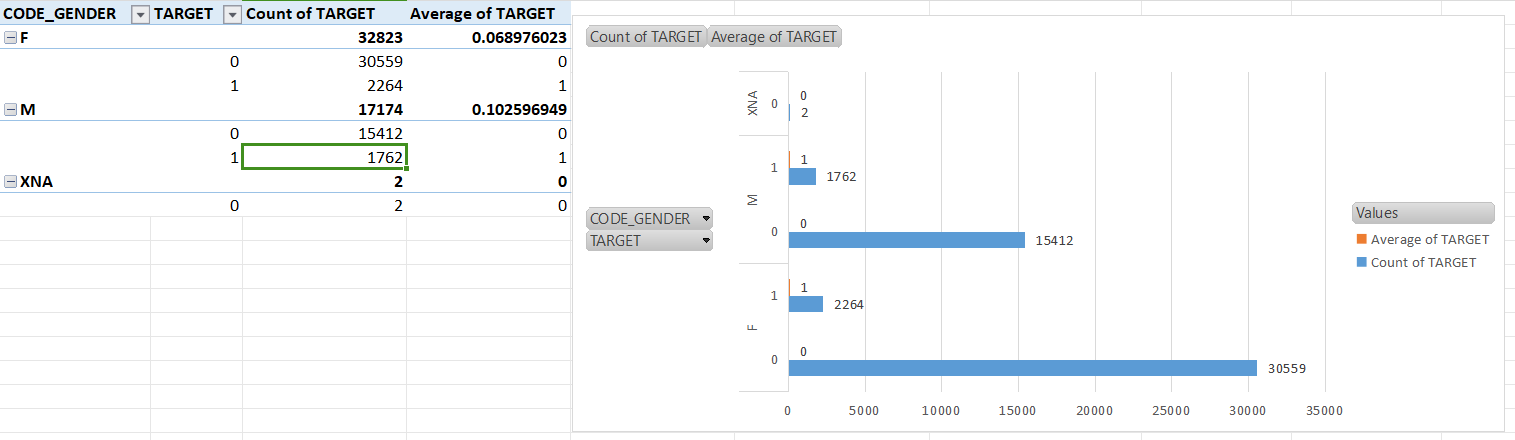 CODE_GENDER TARGET Count of TARGET Average of TARGET
F 32823 0.068976023
0 30559 0
1 2264 1
M 17174 0.102596949
0 15412 0
1 1762 1
XNA 2 0
0 2 0
Count of TARGET Average of TARGET
CODE_GENDER
TARGET
XNA 0 0
2
M 1 1
1762
0 0
15412
F 1 1
2264
0 0
30559
0 5000 10000 15000 20000 25000 30000 35000
Values
Average of TARGET
Count of TARGET